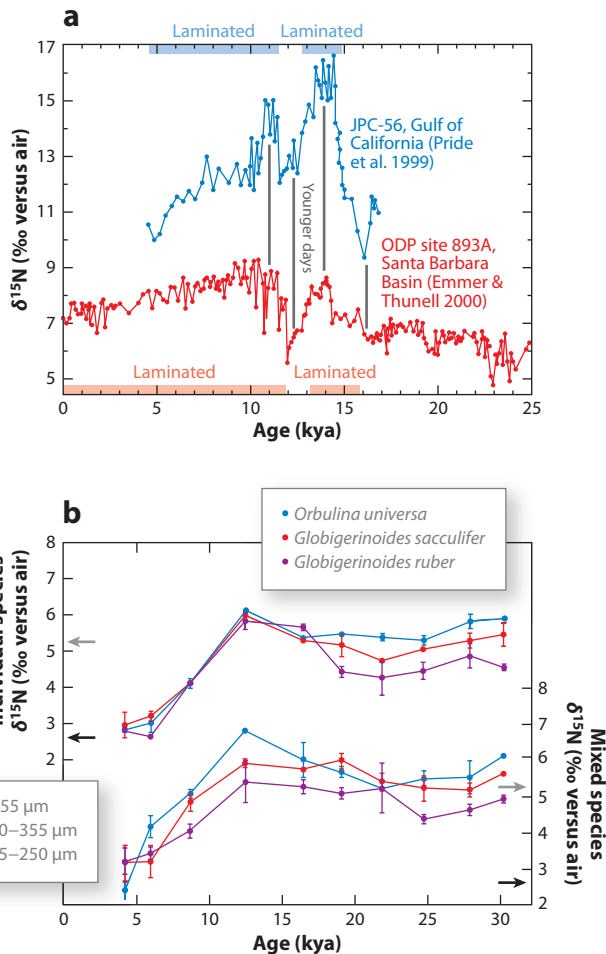 a
Laminated Laminated
17
15
13
11
9
7
5
δ15N (‰ versus air)
JPC-56, Gulf of
California (Pride
et al. 1999)
Younger days
ODP site 893A,
Santa Barbara
Basin (Emmer &
Thunell 2000)
Laminated Laminated
0 5 10 15 20 25
Age (kya)
b
Orbulina universa
Globigerinoides sacculifer
Globigerinoides ruber
8
7
6
5
4
3
2
Individual species
δ15N (‰ versus air)
8
7
6
5
4
3
2
Mixed species
δ15N (‰ versus air)
55 μm
0–355 μm
5–250 μm
0 5 10 15 20 25 30
Age (kya)